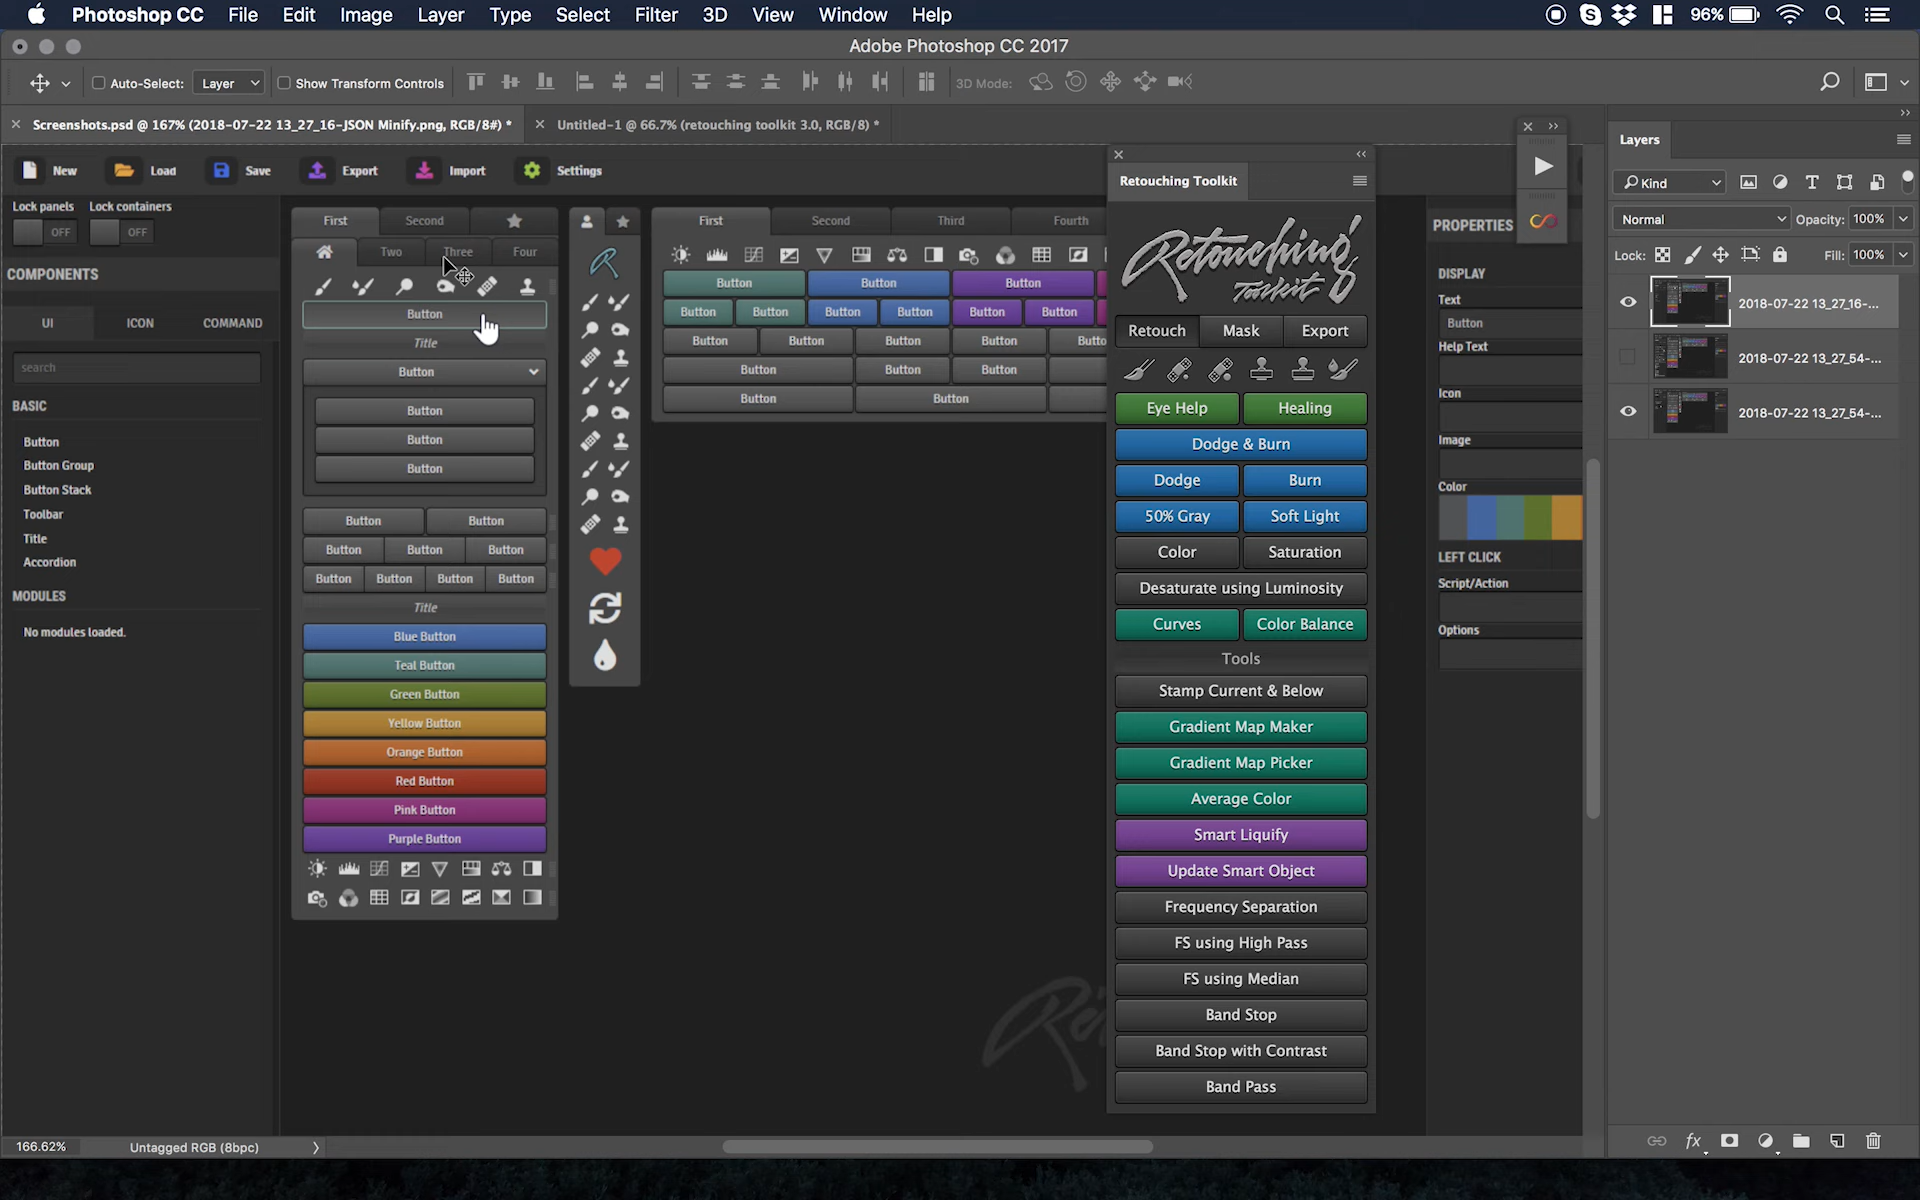 Photoshop CC File Edit Image Layer Type Select Filter 3D View Window Help 96%
Adobe Photoshop CC 2017
Auto-Select: Layer Show Transform Controls 3D Mode:
Screenshots.psd @ 167% (2018-07-22 13_27_16-JSON Minify.png, RGB/8#) * Untitled-1 @ 66.7% (retouching toolkit 3.0, RGB/8) *
New Load Save Export Import Settings
Lock panels Lock containers
OFF OFF
COMPONENTS
UI ICON COMMAND
search
BASIC
Button
Button Group
Button Stack
Toolbar
Title
Accordion
MODULES
No modules loaded.
First Second
Two Three Four
Button
Title
Button
Button
Button
Button
Button Button
Button Button Button
Button Button Button Button
Title
Blue Button
Teal Button
Green Button
Yellow Button
Orange Button
Red Button
Pink Button
Purple Button
First Second Third Fourth
Button Button Button
Button Button Button Button Button Button
Button Button Button Button Butto
Button Button Button
Button Button
Retouching Toolkit
Retouching
Toolkit
Retouch Mask Export
Eye Help Healing
Dodge & Burn
Dodge Burn
50% Gray Soft Light
Color Saturation
Desaturate using Luminosity
Curves Color Balance
Tools
Stamp Current & Below
Gradient Map Maker
Gradient Map Picker
Average Color
Smart Liquify
Update Smart Object
Frequency Separation
FS using High Pass
FS using Median
Band Stop
Band Stop with Contrast
Band Pass
PROPERTIES
DISPLAY
Text
Button
Help Text
Icon
Image
Color
LEFT CLICK
Script/Action
Options
Layers
Kind
Normal Opacity: 100%
Lock: Fill: 100%
2018-07-22 13_27_16-...
2018-07-22 13_27_54-...
2018-07-22 13_27_54-...
166.62% Untagged RGB (8bpc)